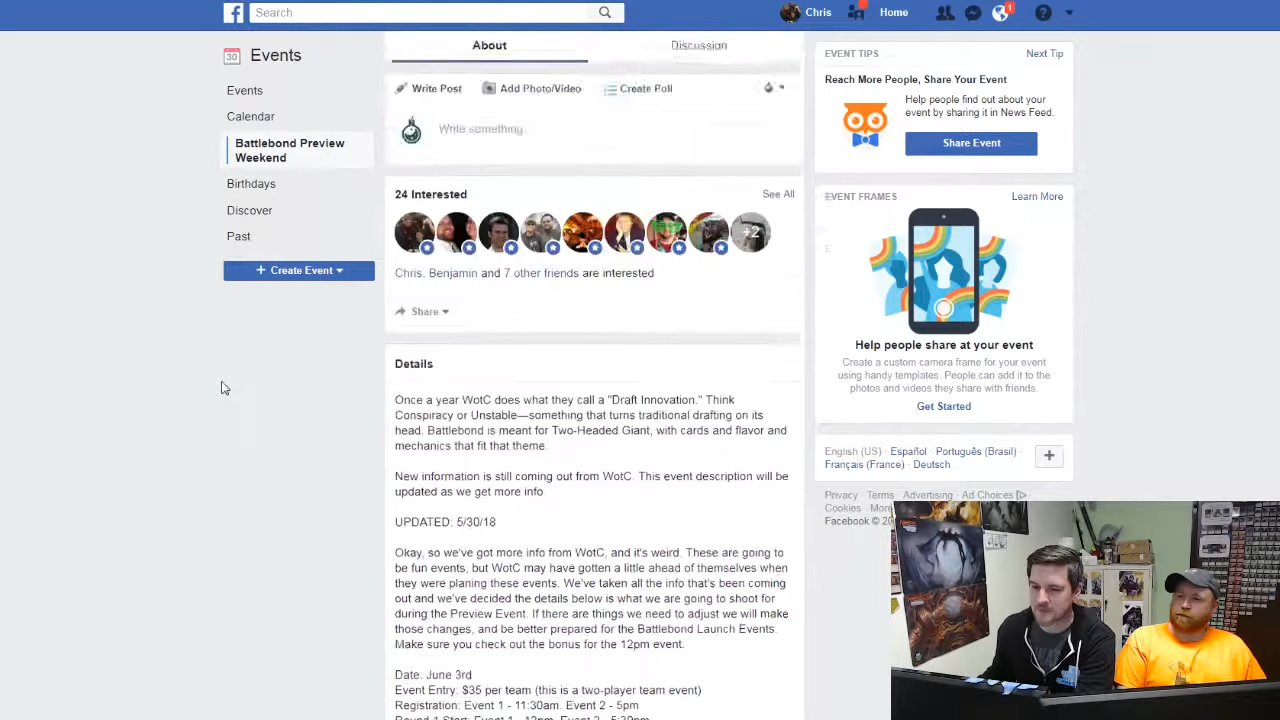 Search
Chris
Home
1
30
Events
About
Discussion
EVENT TIPS
Next Tip
Events
Calendar
Battlebond Preview
Weekend
Birthdays
Discover
Past
+ Create Event
Write Post
Add Photo/Video
Create Poll
Write something.
24 Interested
See All
+2
Chris. Benjamin and 7 other friends are interested
Share
Reach More People, Share Your Event
Help people find out about your
event by sharing it in News Feed.
Share Event
EVENT FRAMES
Learn More
Help people share at your event
Create a custom camera frame for your event
using handy templates. People can add it to the
photos and videos they share with friends.
Get Started
English (US) · Español · Português (Brasil) ·
Français (France) · Deutsch
Privacy · Terms · Advertising · Ad Choices
Cookies · More
Facebook © 20
Details
Once a year WotC does what they call a "Draft Innovation." Think
Conspiracy or Unstable—something that turns traditional drafting on its
head. Battlebond is meant for Two-Headed Giant, with cards and flavor and
mechanics that fit that theme.
New information is still coming out from WotC. This event description will be
updated as we get more info
UPDATED: 5/30/18
Okay, so we've got more info from WotC, and it's weird. These are going to
be fun events, but WotC may have gotten a little ahead of themselves when
they were planing these events. We've taken all the info that's been coming
out and we've decided the details below is what we are going to shoot for
during the Preview Event. If there are things we need to adjust we will make
those changes, and be better prepared for the Battlebond Launch Events.
Make sure you check out the bonus for the 12pm event.
Date: June 3rd
Event Entry: $35 per team (this is a two-player team event)
Registration: Event 1 - 11:30am. Event 2 - 5pm
Round 1 Start: Event 1 - 12pm. Event 2 - 5:30pm